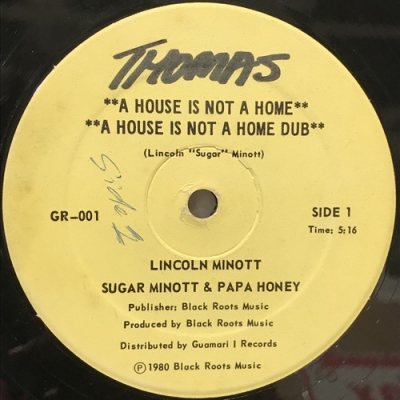 THOMAS
**A HOUSE IS NOT A HOME**
**A HOUSE IS NOT A HOME DUB**
(Lincoln "Sugar" Minott)
Side 1
GR-001
SIDE 1
Time: 5:16
LINCOLN MINOTT
SUGAR MINOTT & PAPA HONEY
Publisher: Black Roots Music
Produced by Black Roots Music
Distributed by Guamari I Records
Ⓟ 1980 Black Roots Music